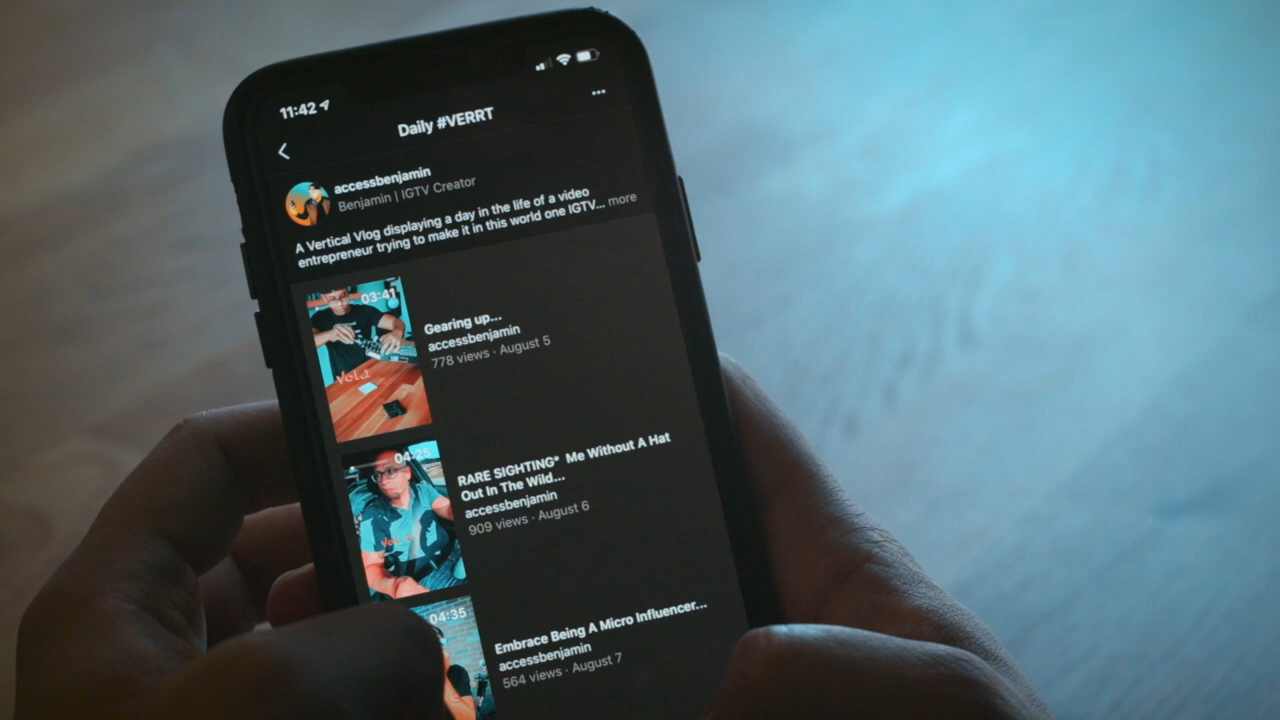 11:42
Daily #VERRT
accessbenjamin
Benjamin | IGTV Creator
A Vertical Vlog displaying a day in the life of a video
entrepreneur trying to make it in this world one IGTV... more
03:41
Vol.1
Gearing up...
accessbenjamin
778 views · August 5
04:25
RARE SIGHTING* Me Without A Hat
Out In The Wild...
accessbenjamin
909 views · August 6
04:35
Embrace Being A Micro Influencer...
accessbenjamin
564 views · August 7